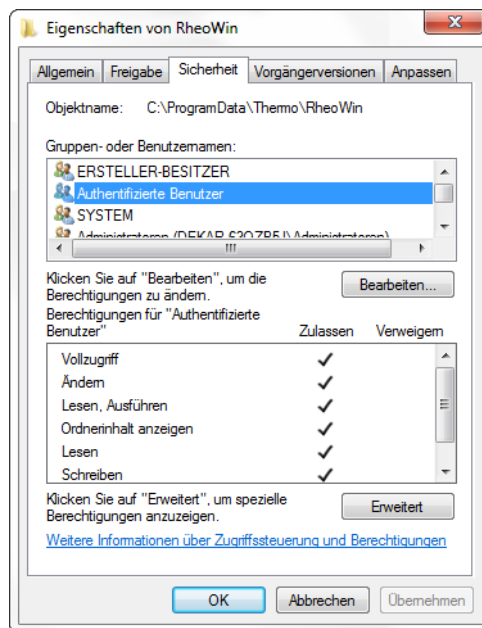 Eigenschaften von RheoWin
Allgemein Freigabe Sicherheit Vorgängerversionen Anpassen
Objektname: C:\ProgramData\Thermo\RheoWin
Gruppen- oder Benutzernamen:
ERSTELLER-BESITZER
Authentifizierte Benutzer
SYSTEM
Administratoren
Klicken Sie auf "Bearbeiten", um die
Berechtigungen zu ändern.
Bearbeiten...
Berechtigungen für "Authentifizierte
Benutzer"
Zulassen Verweigern
Vollzugriff
Ändern
Lesen, Ausführen
Ordnerinhalt anzeigen
Lesen
Schreiben
Klicken Sie auf "Erweitert", um spezielle
Berechtigungen anzuzeigen.
Erweitert
Weitere Informationen über Zugriffssteuerung und Berechtigungen
OK Abbrechen Übernehmen